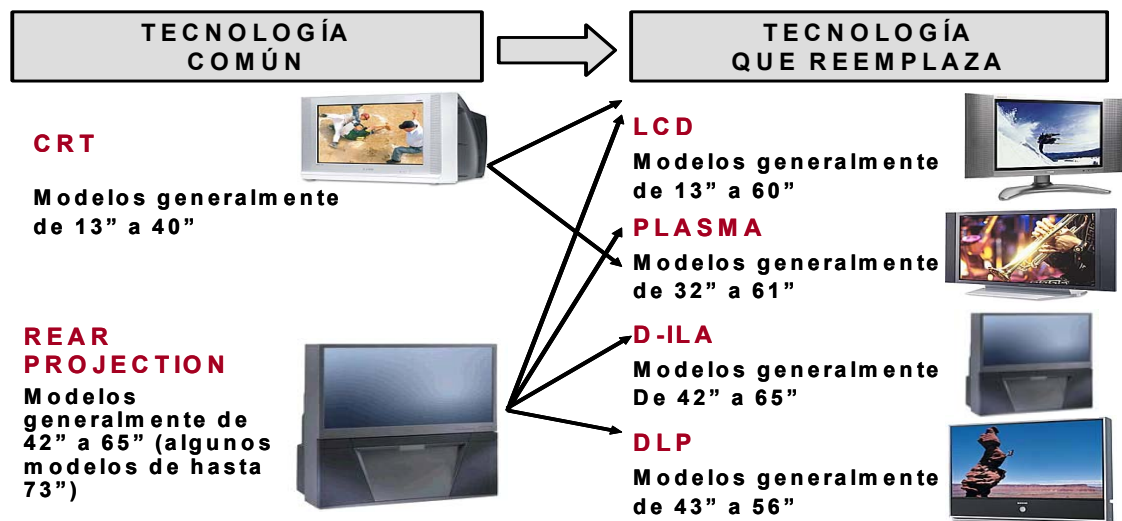 TECNOLOGÍA
COMÚN
TECNOLOGÍA
QUE REEMPLAZA
CRT
Modelos generalmente
de 13” a 40”
REAR
PROJECTION
Modelos
generalmente de
42” a 65” (algunos
modelos de hasta
73”)
LCD
Modelos generalmente
de 13” a 60”
PLASMA
Modelos generalmente
de 32” a 61”
D-ILA
Modelos generalmente
De 42” a 65”
DLP
Modelos generalmente
de 43” a 56”